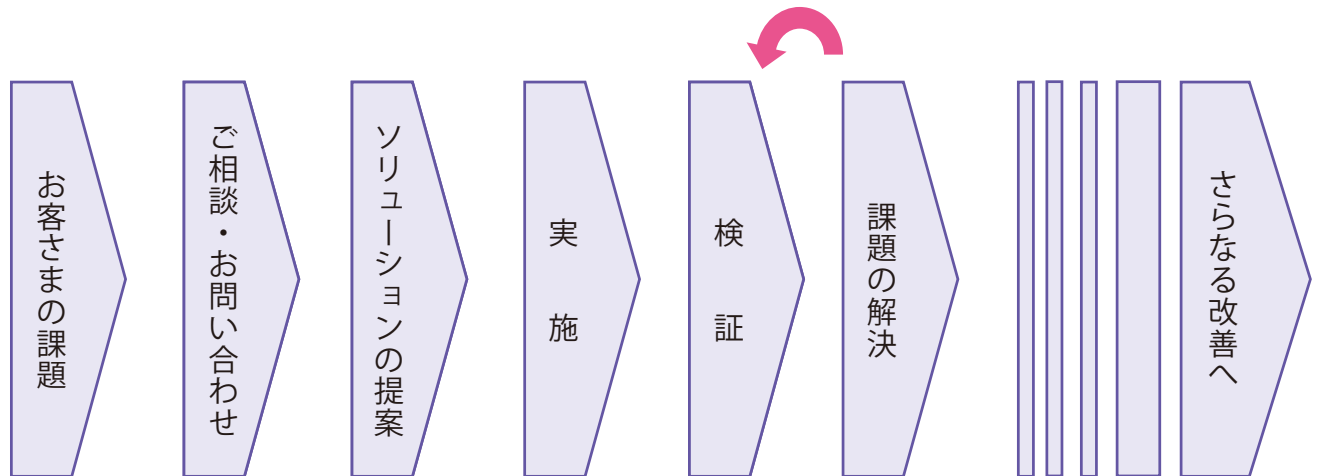 お客さまの課題
ご相談・お問い合わせ
ソリューションの提案
実施
検証
課題の解決
さらなる改善へ